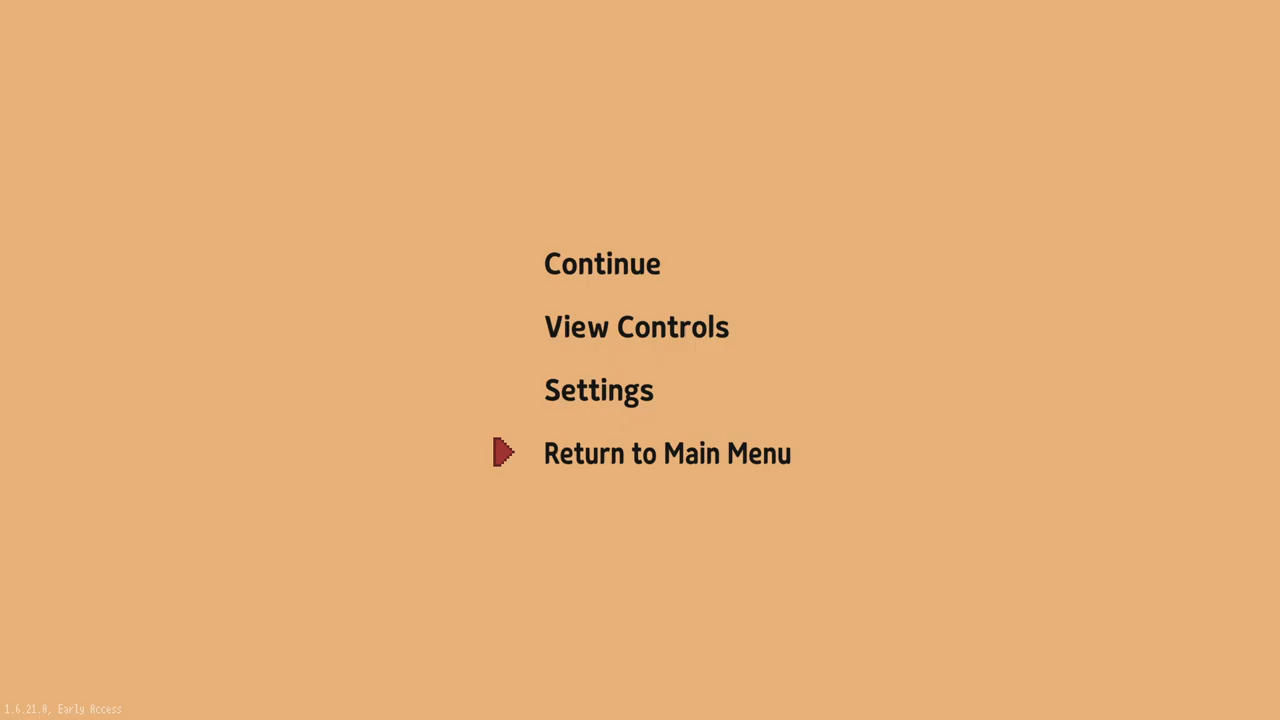 Continue
View Controls
Settings
Return to Main Menu
1.6.21.0, Early Access